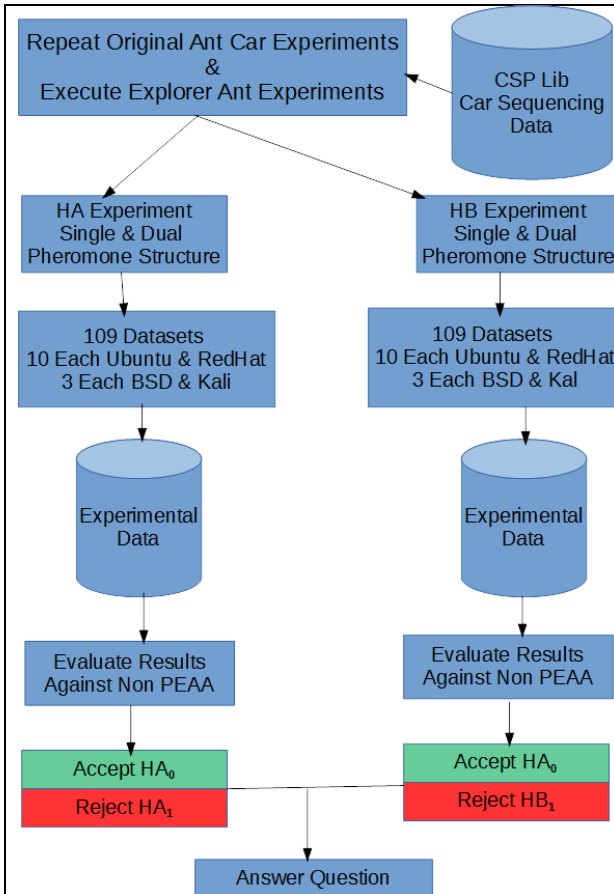 Repeat Original Ant Car Experiments
&
Execute Explorer Ant Experiments
CSP Lib
Car Sequencing
Data
HA Experiment
Single & Dual
Pheromone Structure
HB Experiment
Single & Dual
Pheromone Structure
109 Datasets
10 Each Ubuntu & RedHat
3 Each BSD & Kali
109 Datasets
10 Each Ubuntu & RedHat
3 Each BSD & Kal
Experimental
Data
Experimental
Data
Evaluate Results
Against Non PEAA
Evaluate Results
Against Non PEAA
Accept HA₀
Reject HA₁
Accept HA₀
Reject HB₁
Answer Question